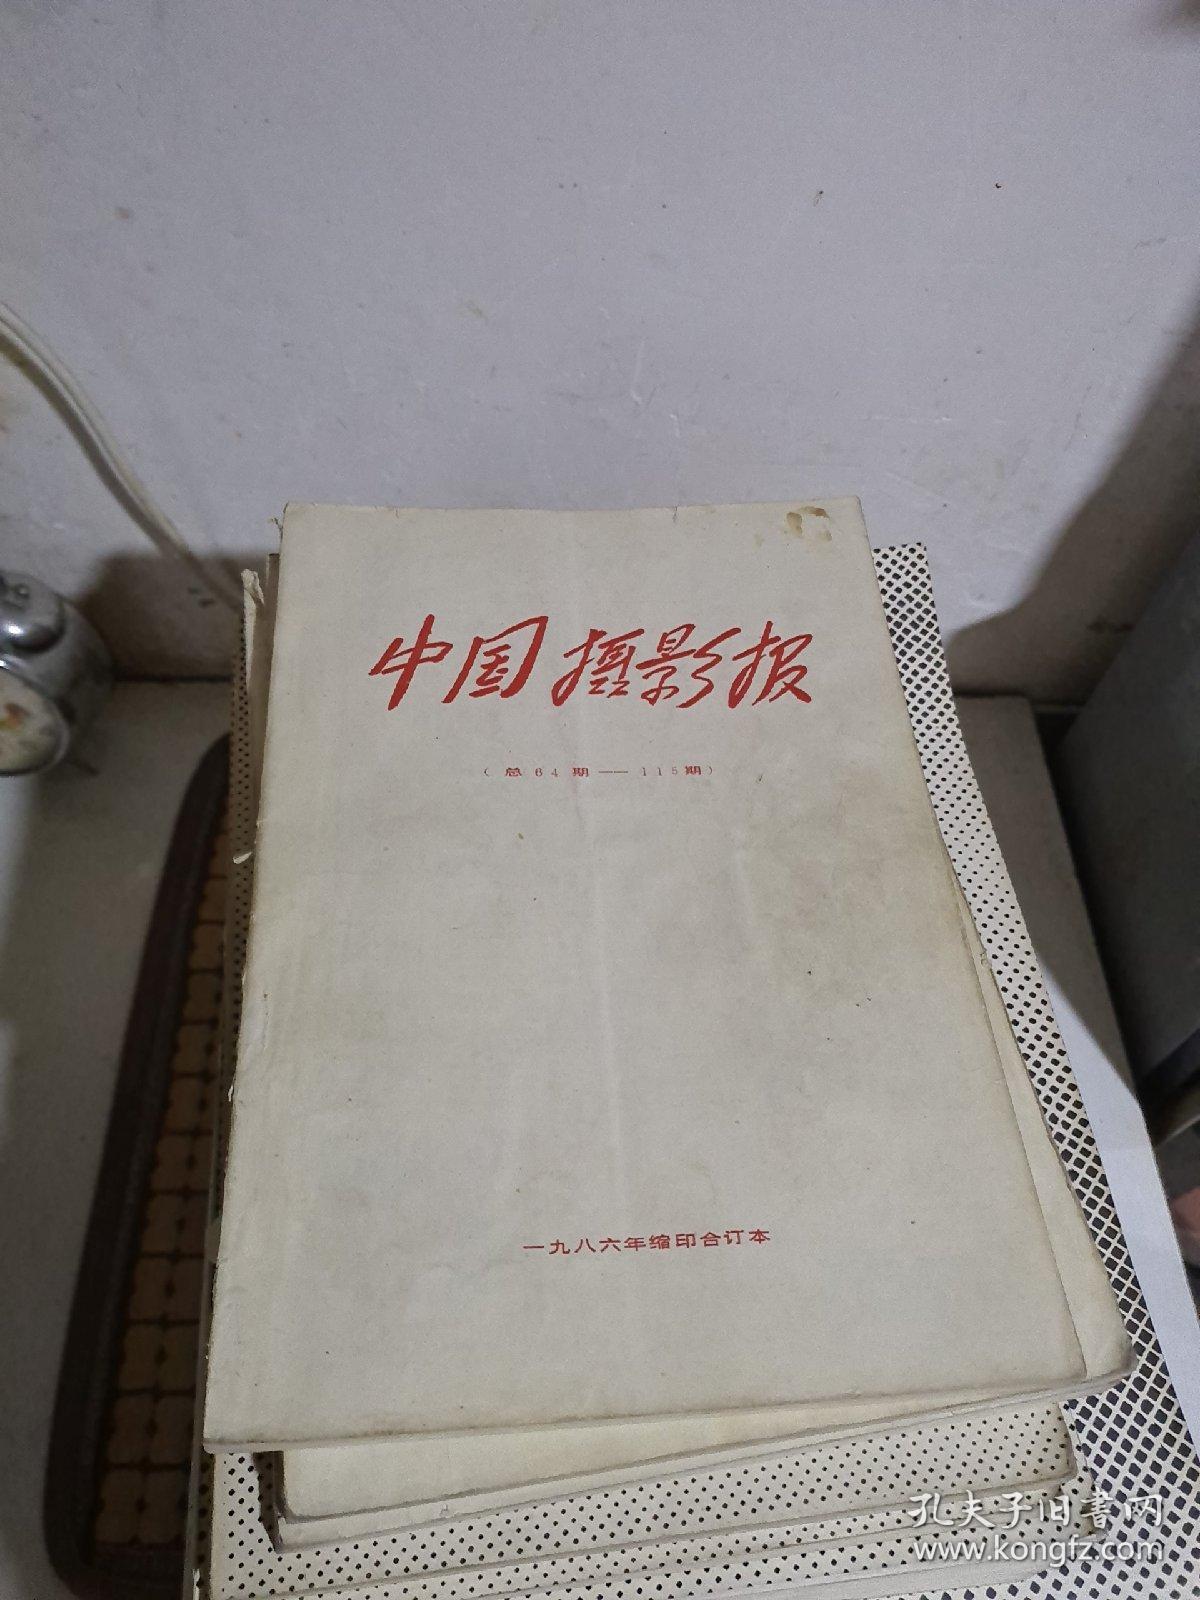 中国摄影报
（总64期——115期）
一九八六年缩印合订本
孔夫子旧书网
www.kongfz.com